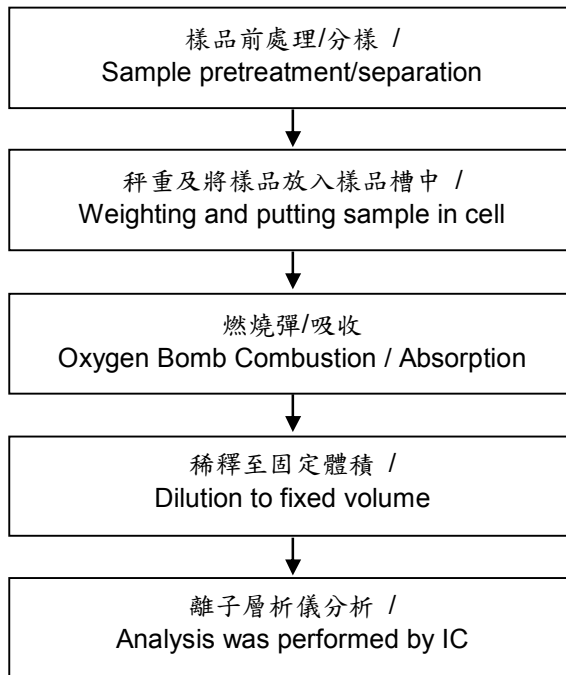 樣品前處理/分樣 /
Sample pretreatment/separation
秤重及將樣品放入樣品槽中 /
Weighting and putting sample in cell
燃燒彈/吸收
Oxygen Bomb Combustion / Absorption
稀釋至固定體積 /
Dilution to fixed volume
離子層析儀分析 /
Analysis was performed by IC